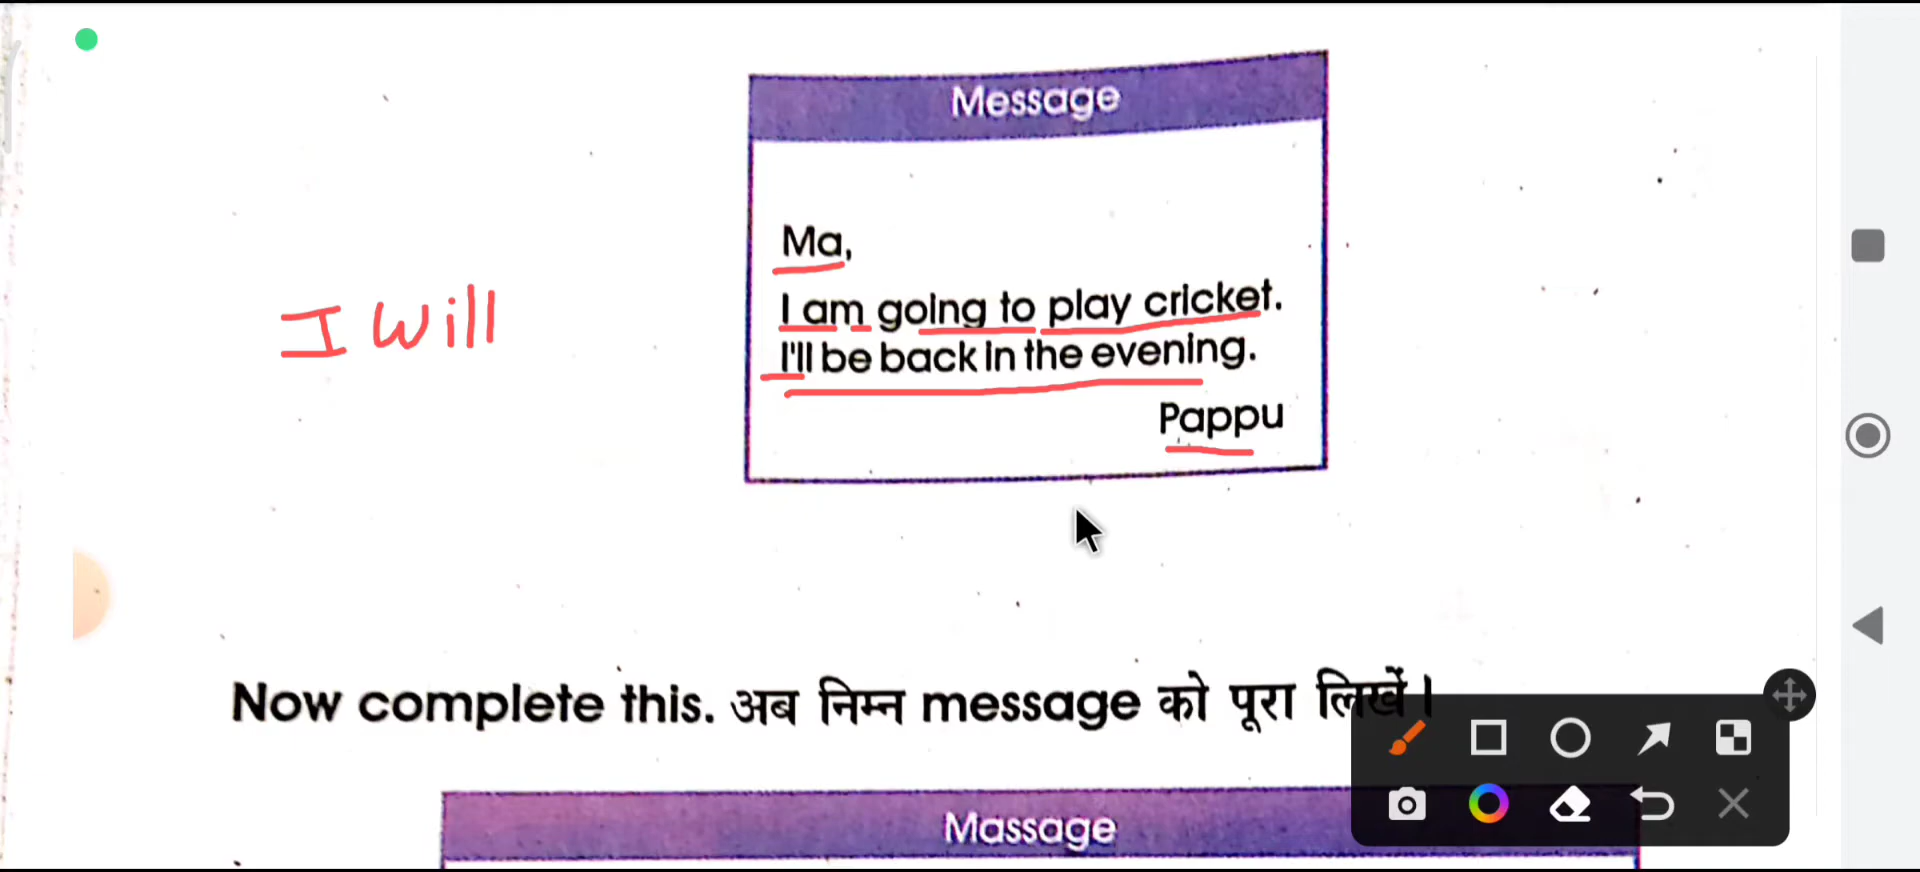 Message
Ma,
I am going to play cricket.
I Will
I'll be back in the evening.
Pappu
Now complete this. अब निम्न message को पूरा लिखें।
Massage